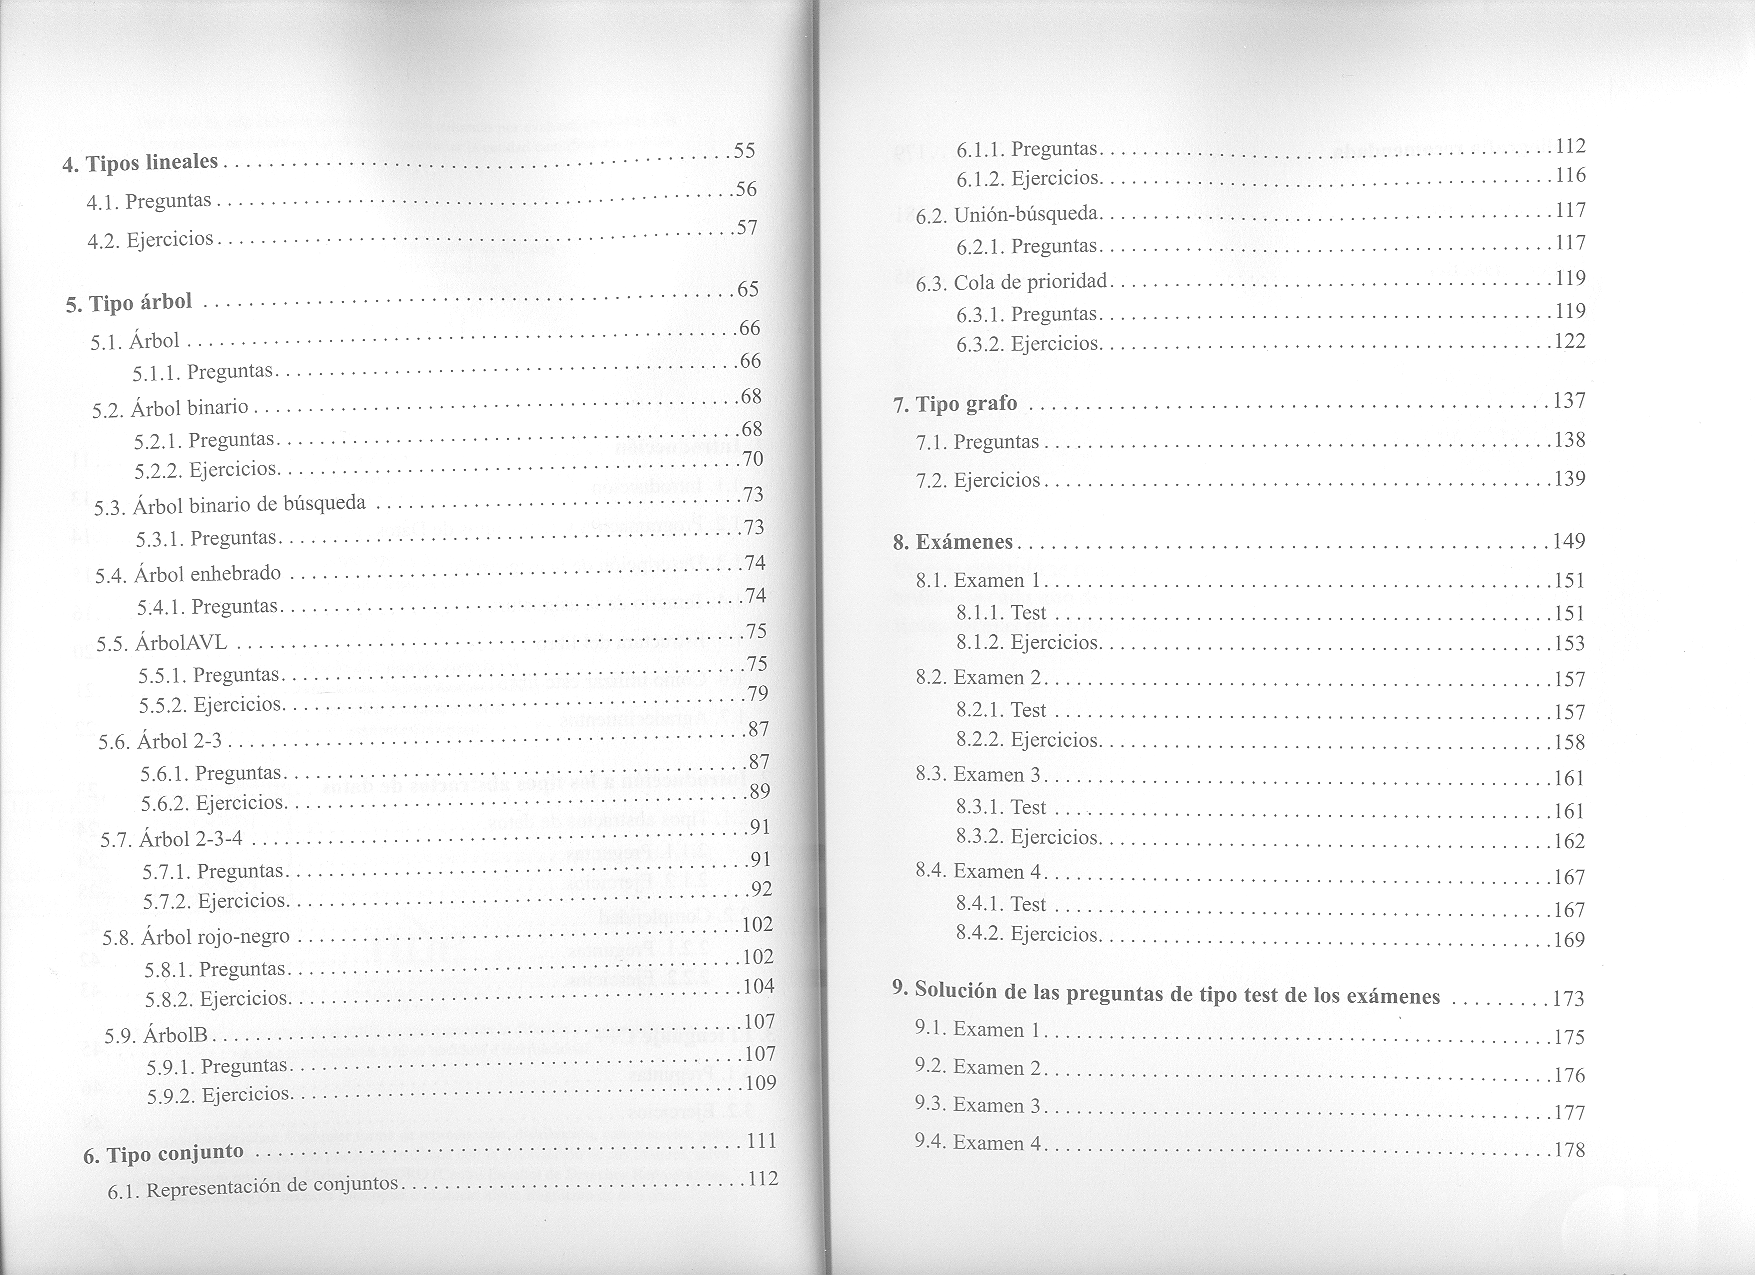 4. Tipos lineales . . . . . . . . . . 55
4.1. Preguntas . . . . . . . . . . 56
4.2. Ejercicios . . . . . . . . . . 57
5. Tipo árbol . . . . . . . . . . 65
5.1. Árbol . . . . . . . . . . 66
5.1.1. Preguntas . . . . . . . . . . 66
5.2. Árbol binario . . . . . . . . . . 68
5.2.1. Preguntas . . . . . . . . . . 68
5.2.2. Ejercicios . . . . . . . . . . 70
5.3. Árbol binario de búsqueda . . . . . . . . . . 73
5.3.1. Preguntas . . . . . . . . . . 73
5.4. Árbol enhebrado . . . . . . . . . . 74
5.4.1. Preguntas . . . . . . . . . . 74
5.5. ÁrbolAVL . . . . . . . . . . 75
5.5.1. Preguntas . . . . . . . . . . 75
5.5.2. Ejercicios . . . . . . . . . . 79
5.6. Árbol 2-3 . . . . . . . . . . 87
5.6.1. Preguntas . . . . . . . . . . 87
5.6.2. Ejercicios . . . . . . . . . . 89
5.7. Árbol 2-3-4 . . . . . . . . . . 91
5.7.1. Preguntas . . . . . . . . . . 91
5.7.2. Ejercicios . . . . . . . . . . 92
5.8. Árbol rojo-negro . . . . . . . . . . 102
5.8.1. Preguntas . . . . . . . . . . 102
5.8.2. Ejercicios . . . . . . . . . . 104
5.9. ÁrbolB . . . . . . . . . . 107
5.9.1. Preguntas . . . . . . . . . . 107
5.9.2. Ejercicios . . . . . . . . . . 109
6. Tipo conjunto . . . . . . . . . . 111
6.1. Representación de conjuntos . . . . . . . . . . 112
6.1.1. Preguntas . . . . . . . . . . 112
6.1.2. Ejercicios . . . . . . . . . . 116
6.2. Unión-búsqueda . . . . . . . . . . 117
6.2.1. Preguntas . . . . . . . . . . 117
6.3. Cola de prioridad . . . . . . . . . . 119
6.3.1. Preguntas . . . . . . . . . . 119
6.3.2. Ejercicios . . . . . . . . . . 122
7. Tipo grafo . . . . . . . . . . 137
7.1. Preguntas . . . . . . . . . . 138
7.2. Ejercicios . . . . . . . . . . 139
8. Exámenes . . . . . . . . . . 149
8.1. Examen 1 . . . . . . . . . . 151
8.1.1. Test . . . . . . . . . . 151
8.1.2. Ejercicios . . . . . . . . . . 153
8.2. Examen 2 . . . . . . . . . . 157
8.2.1. Test . . . . . . . . . . 157
8.2.2. Ejercicios . . . . . . . . . . 158
8.3. Examen 3 . . . . . . . . . . 161
8.3.1. Test . . . . . . . . . . 161
8.3.2. Ejercicios . . . . . . . . . . 162
8.4. Examen 4 . . . . . . . . . . 167
8.4.1. Test . . . . . . . . . . 167
8.4.2. Ejercicios . . . . . . . . . . 169
9. Solución de las preguntas de tipo test de los exámenes . . . . . . . . . 173
9.1. Examen 1 . . . . . . . . . . 175
9.2. Examen 2 . . . . . . . . . . 176
9.3. Examen 3 . . . . . . . . . . 177
9.4. Examen 4 . . . . . . . . . . 178